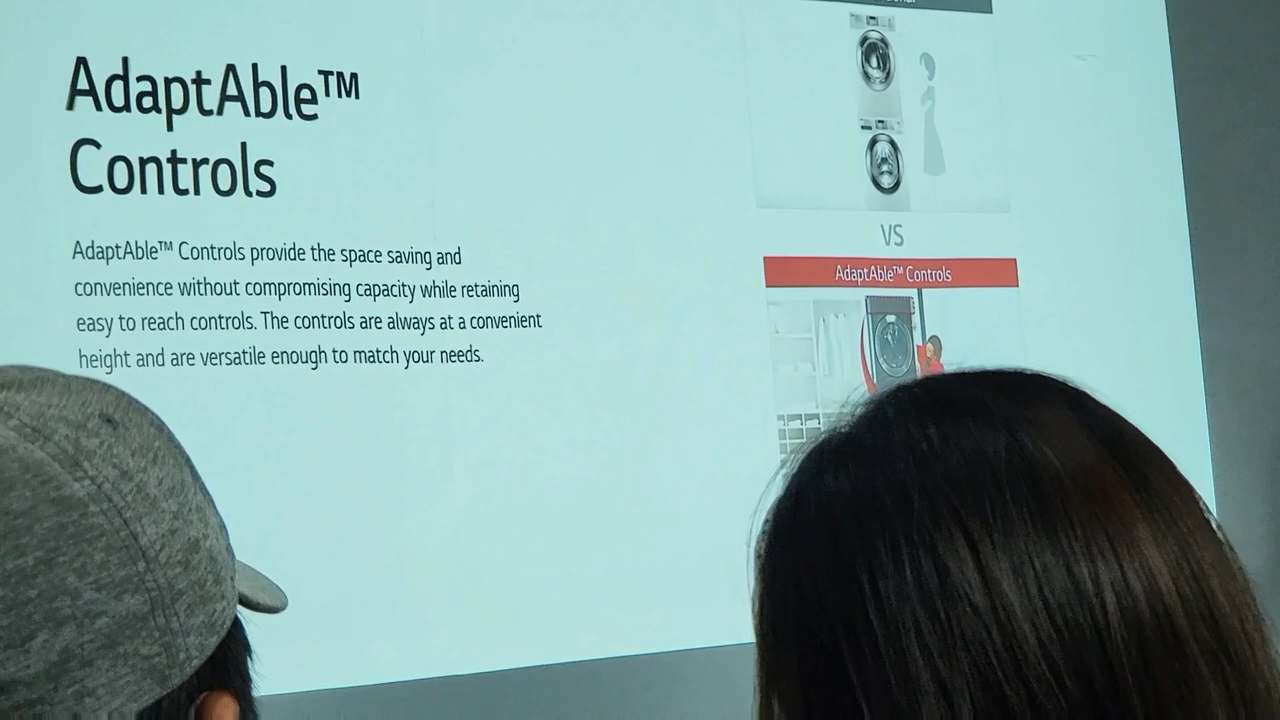 AdaptAble™
Controls
AdaptAble™ Controls provide the space saving and
convenience without compromising capacity while retaining
easy to reach controls. The controls are always at a convenient
height and are versatile enough to match your needs.
VS
AdaptAble™ Controls